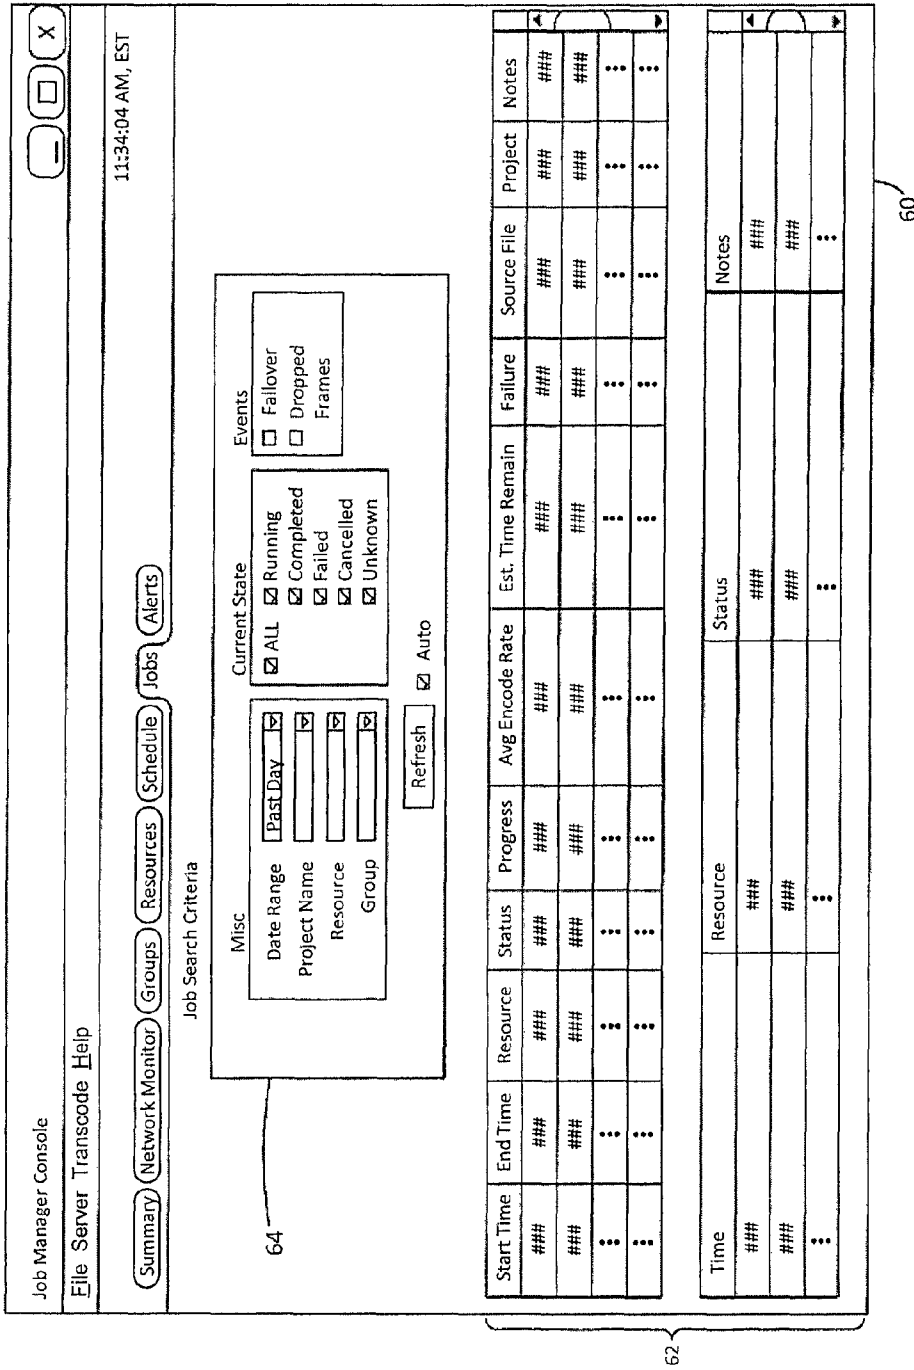 Job Manager Console
File Server Transcode Help
11:34:04 AM, EST
Summary Network Monitor Groups Resources Schedule Jobs Alerts
Job Search Criteria
Misc
Date Range Past Day
Project Name
Resource
Group
Current State
ALL Running
Completed
Failed
Cancelled
Unknown
Events
Failover
Dropped
Frames
Refresh Auto
64
Start Time End Time Resource Status Progress Avg Encode Rate Est. Time Remain Failure Source File Project Notes
### ### ### ### ### ### ### ### ### ### ###
### ### ### ### ### ### ### ### ### ### ###
... ... ... ... ... ... ... ... ... ... ...
... ... ... ... ... ... ... ... ... ... ...
Time Resource Status Notes
### ### ### ###
### ### ### ###
... ... ... ...
62
60